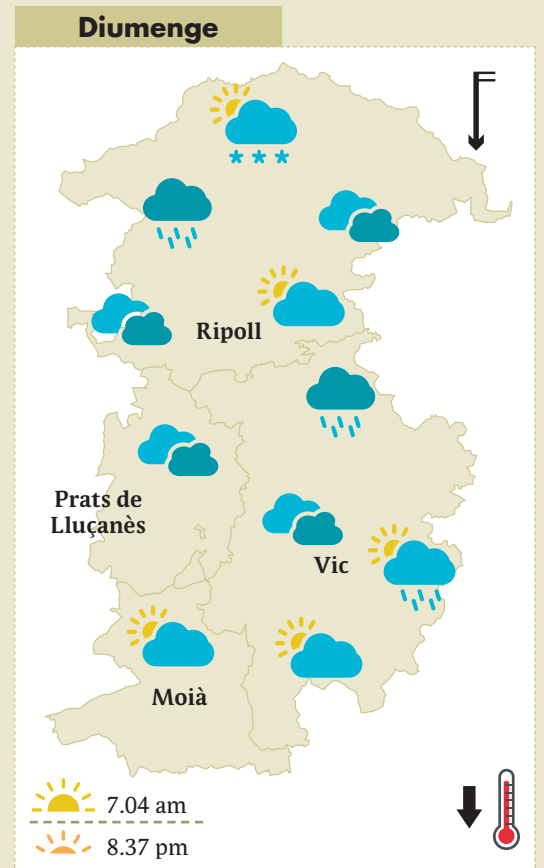 Diumenge
Ripoll
Prats de
Lluçanès
Vic
Moià
7.04 am
8.37 pm